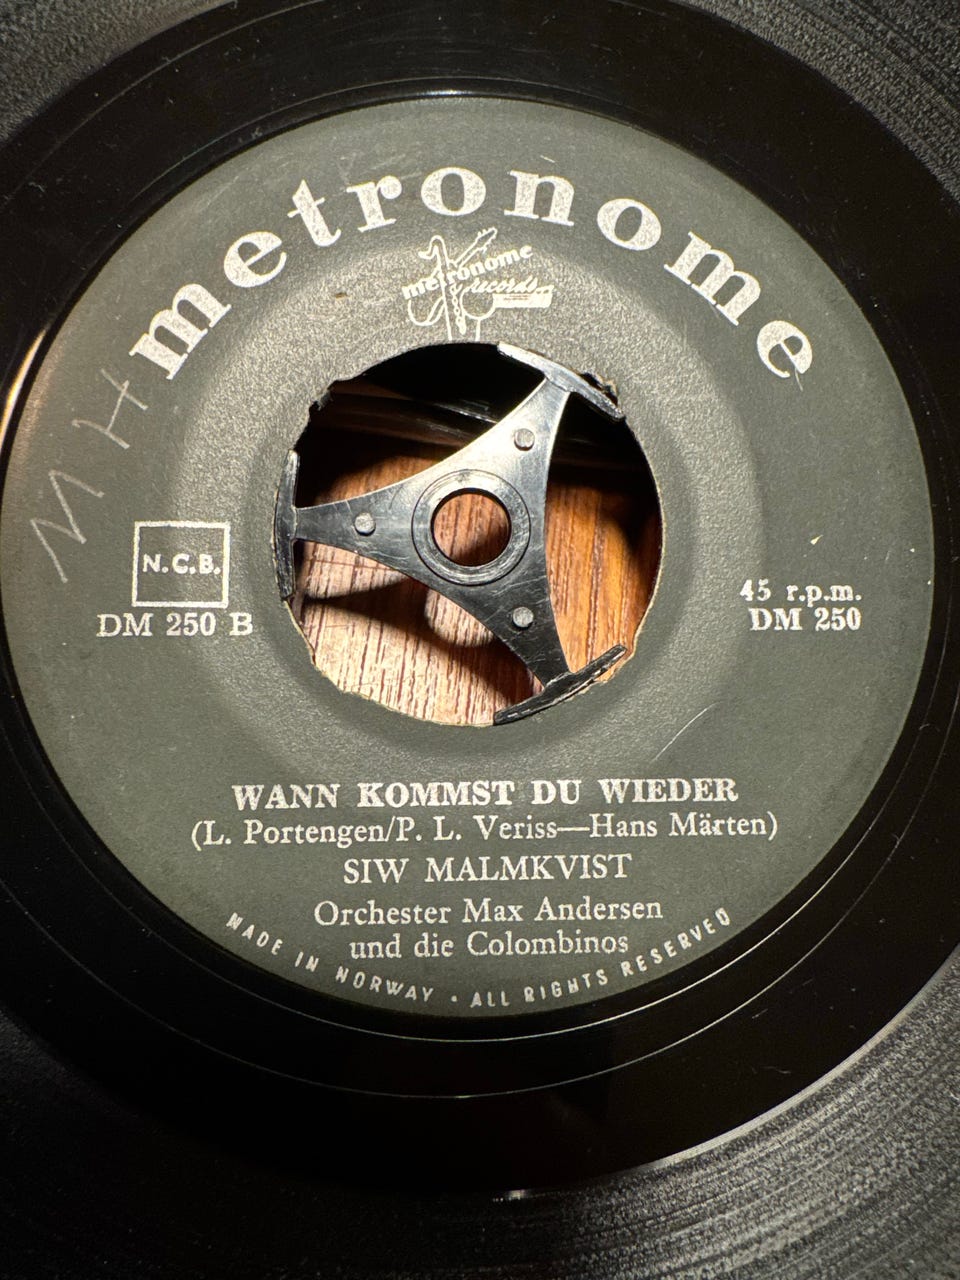 metronome
metronome
records
MH
N.C.B.
DM 250 B
45 r.p.m.
DM 250
WANN KOMMST DU WIEDER
(L. Portengen/P. L. Veriss—Hans Märten)
SIW MALMKVIST
Orchester Max Andersen
und die Colombinos
MADE IN NORWAY • ALL RIGHTS RESERVED